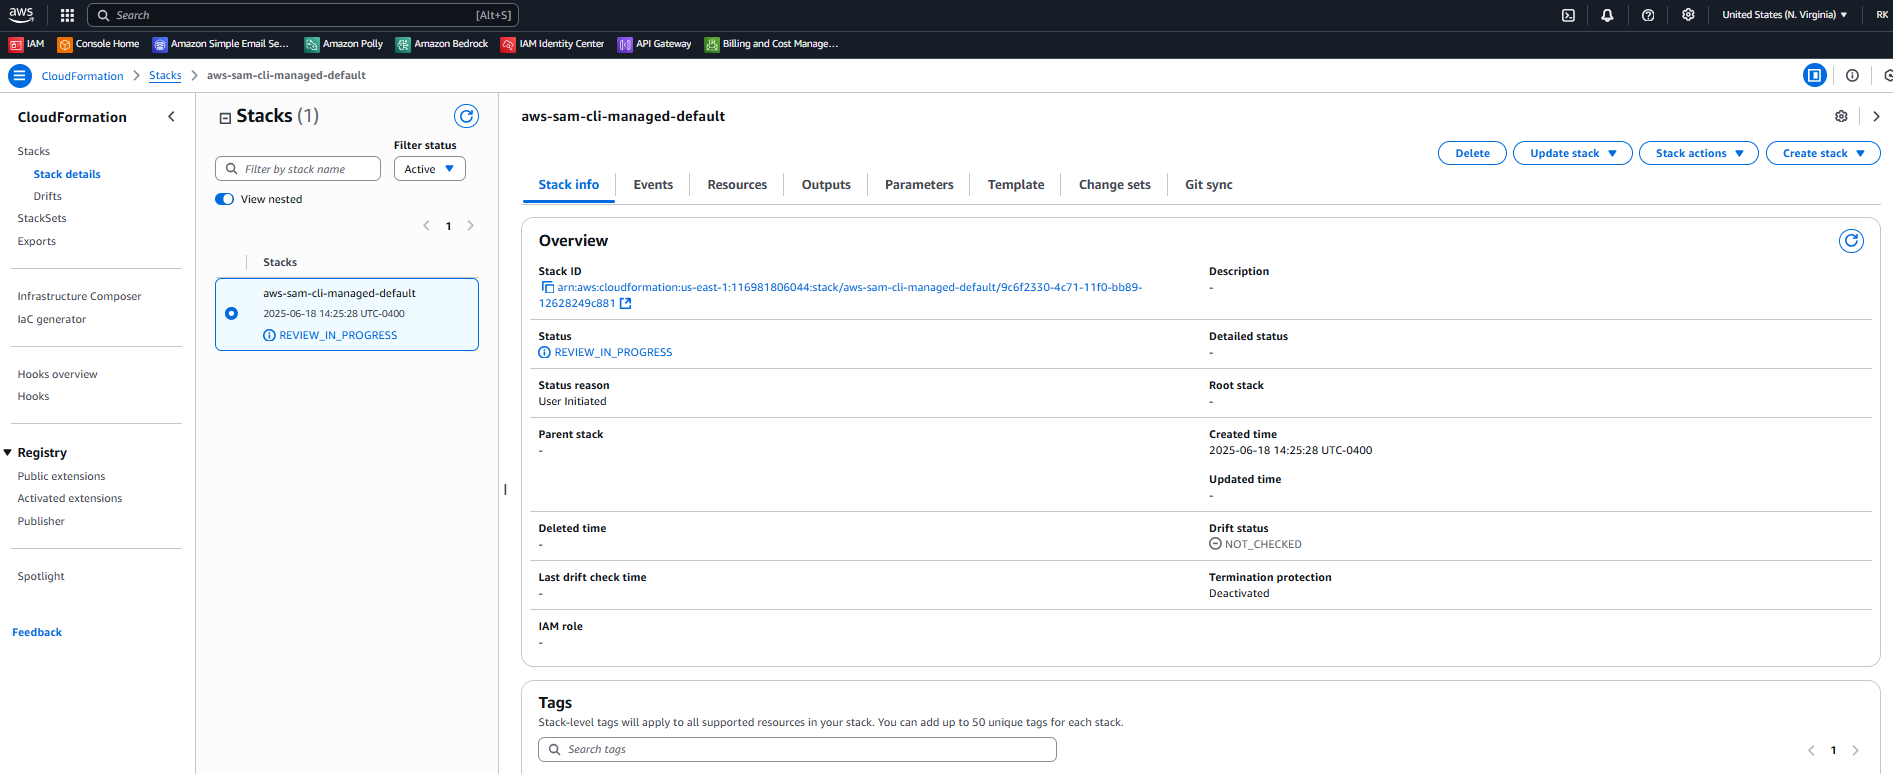 aws
Search
[Alt+S]
United States (N. Virginia)
RK
IAM
Console Home
Amazon Simple Email Se...
Amazon Polly
Amazon Bedrock
IAM Identity Center
API Gateway
Billing and Cost Manage...
CloudFormation
Stacks
aws-sam-cli-managed-default
CloudFormation
Stacks
Stack details
Drifts
StackSets
Exports
Infrastructure Composer
IaC generator
Hooks overview
Hooks
Registry
Public extensions
Activated extensions
Publisher
Spotlight
Feedback
Stacks (1)
Filter status
Filter by stack name
Active
View nested
1
Stacks
aws-sam-cli-managed-default
2025-06-18 14:25:28 UTC-0400
REVIEW_IN_PROGRESS
aws-sam-cli-managed-default
Delete
Update stack
Stack actions
Create stack
Stack info
Events
Resources
Outputs
Parameters
Template
Change sets
Git sync
Overview
Stack ID
arn:aws:cloudformation:us-east-1:116981806044:stack/aws-sam-cli-managed-default/9c6f2330-4c71-11f0-bb89-
12628249c881
Description
-
Status
REVIEW_IN_PROGRESS
Detailed status
-
Status reason
User Initiated
Root stack
-
Parent stack
-
Created time
2025-06-18 14:25:28 UTC-0400
Updated time
-
Deleted time
-
Drift status
NOT_CHECKED
Last drift check time
-
Termination protection
Deactivated
IAM role
-
Tags
Stack-level tags will apply to all supported resources in your stack. You can add up to 50 unique tags for each stack.
Search tags
1